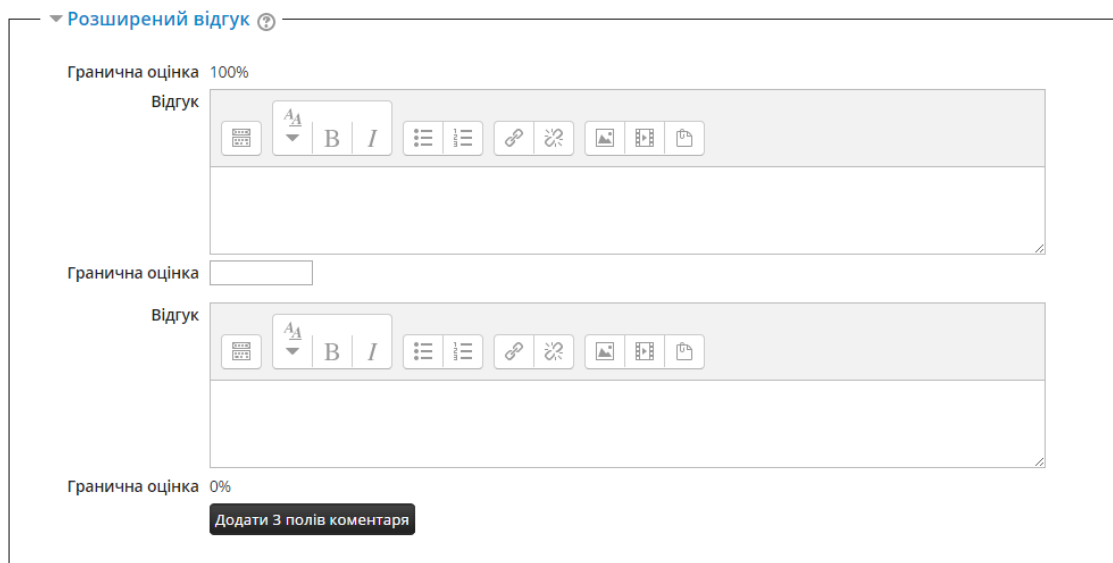 Розширений відгук
Гранична оцінка 100%
Відгук
Гранична оцінка
Відгук
Гранична оцінка 0%
Додати 3 полів коментаря